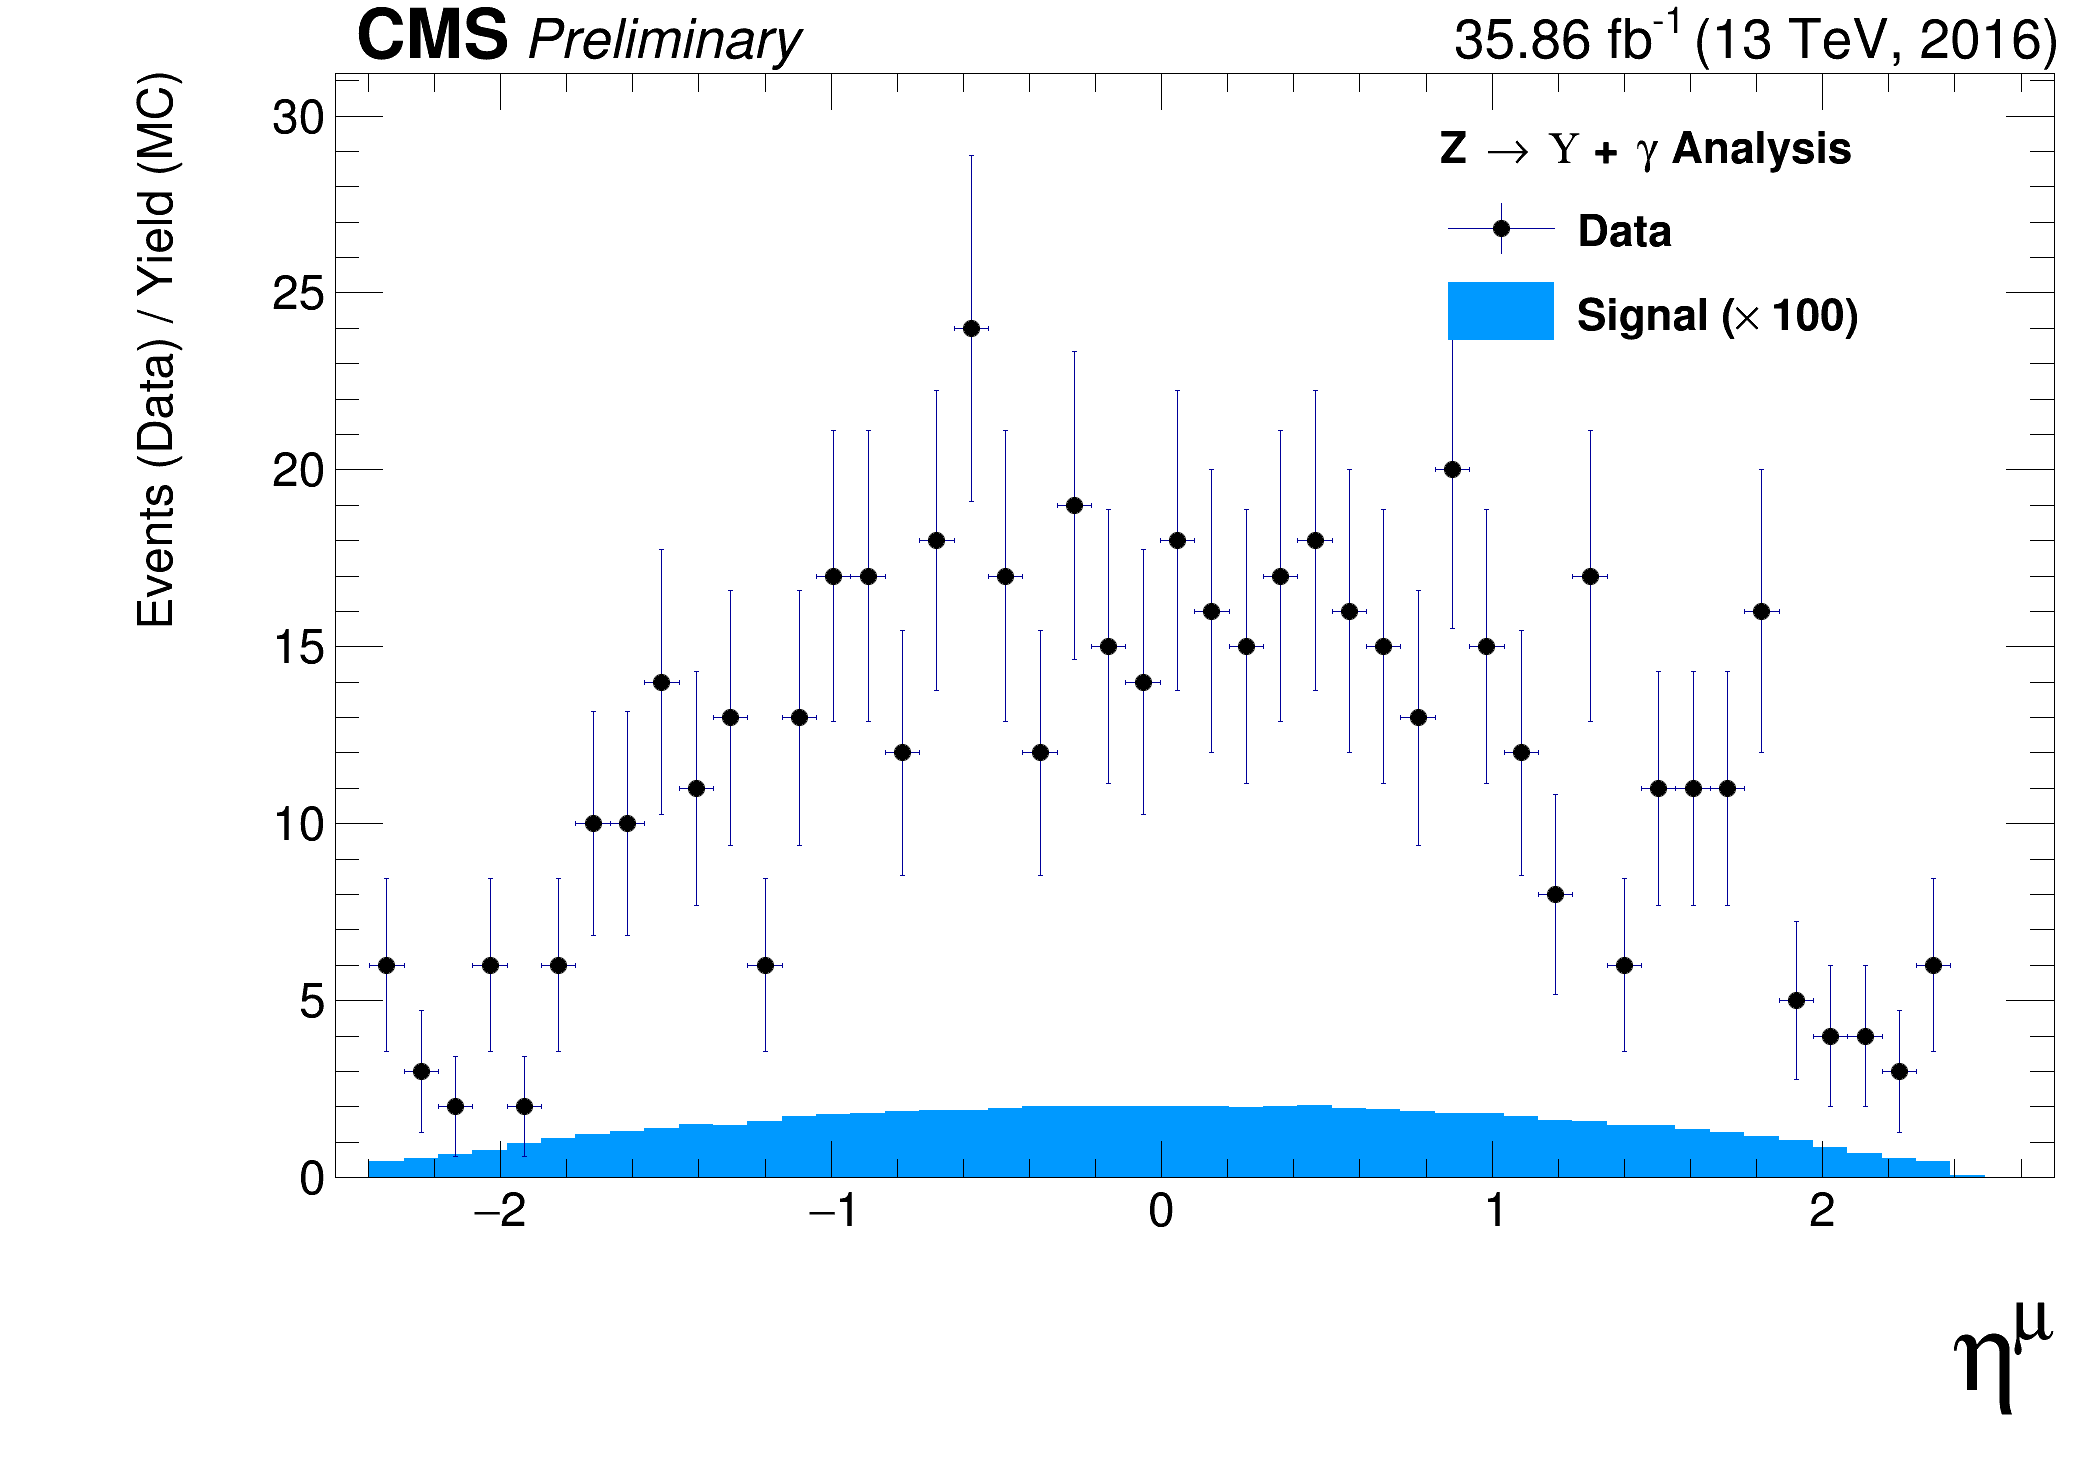 CMS Preliminary
35.86 fb⁻¹ (13 TeV, 2016)
Events (Data) / Yield (MC)
Z → ϒ + γ Analysis
Data
Signal (× 100)
30
25
20
15
10
5
0
−2 −1 0 1 2
η^μ